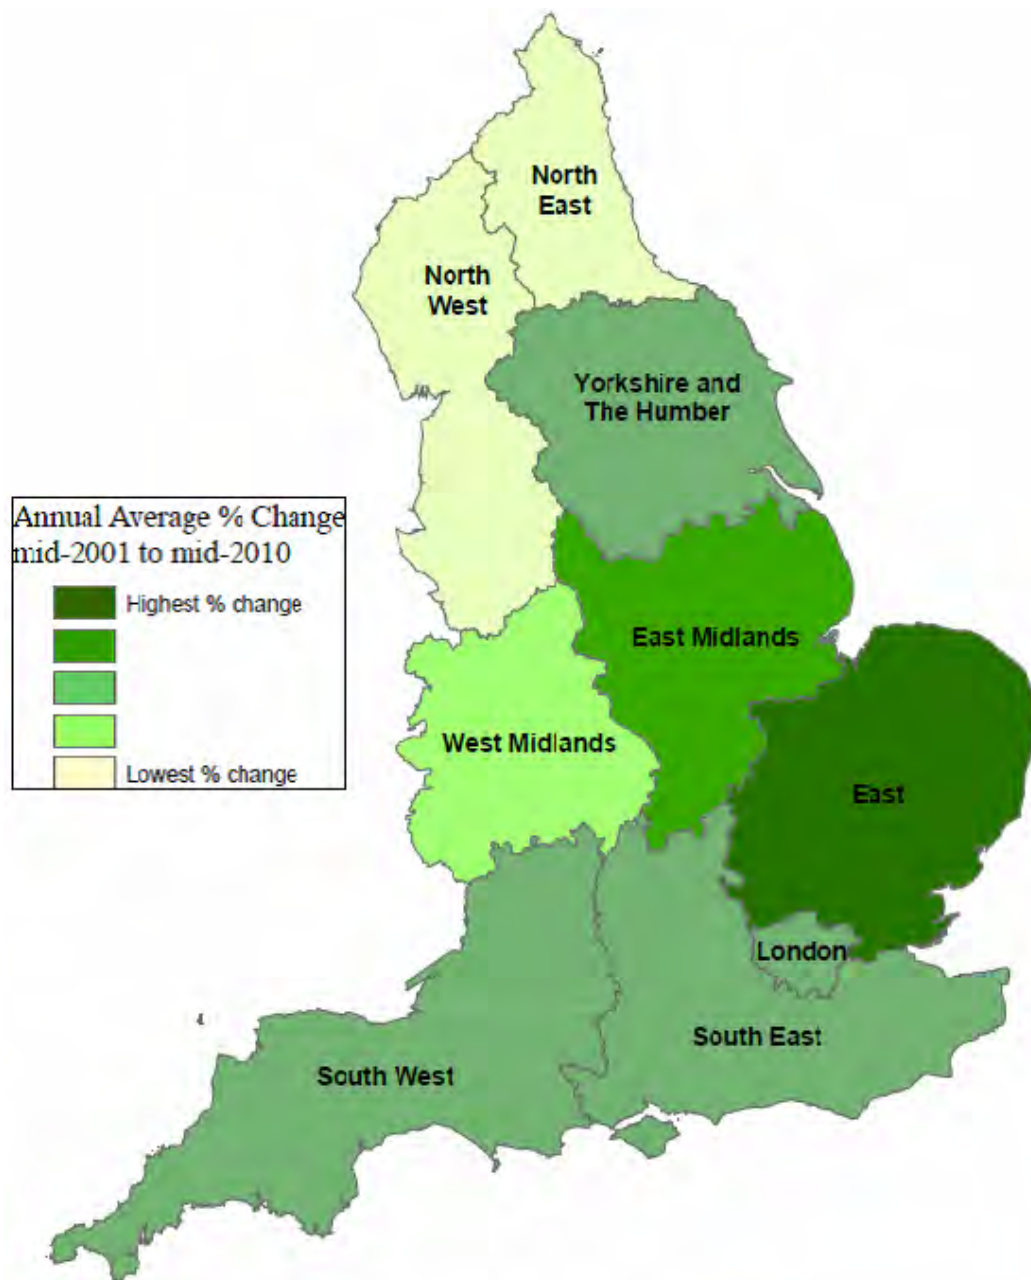 North
East
North
West
Yorkshire and
The Humber
Annual Average % Change
mid-2001 to mid-2010
Highest % change
Lowest % change
East Midlands
West Midlands
East
London
South East
South West